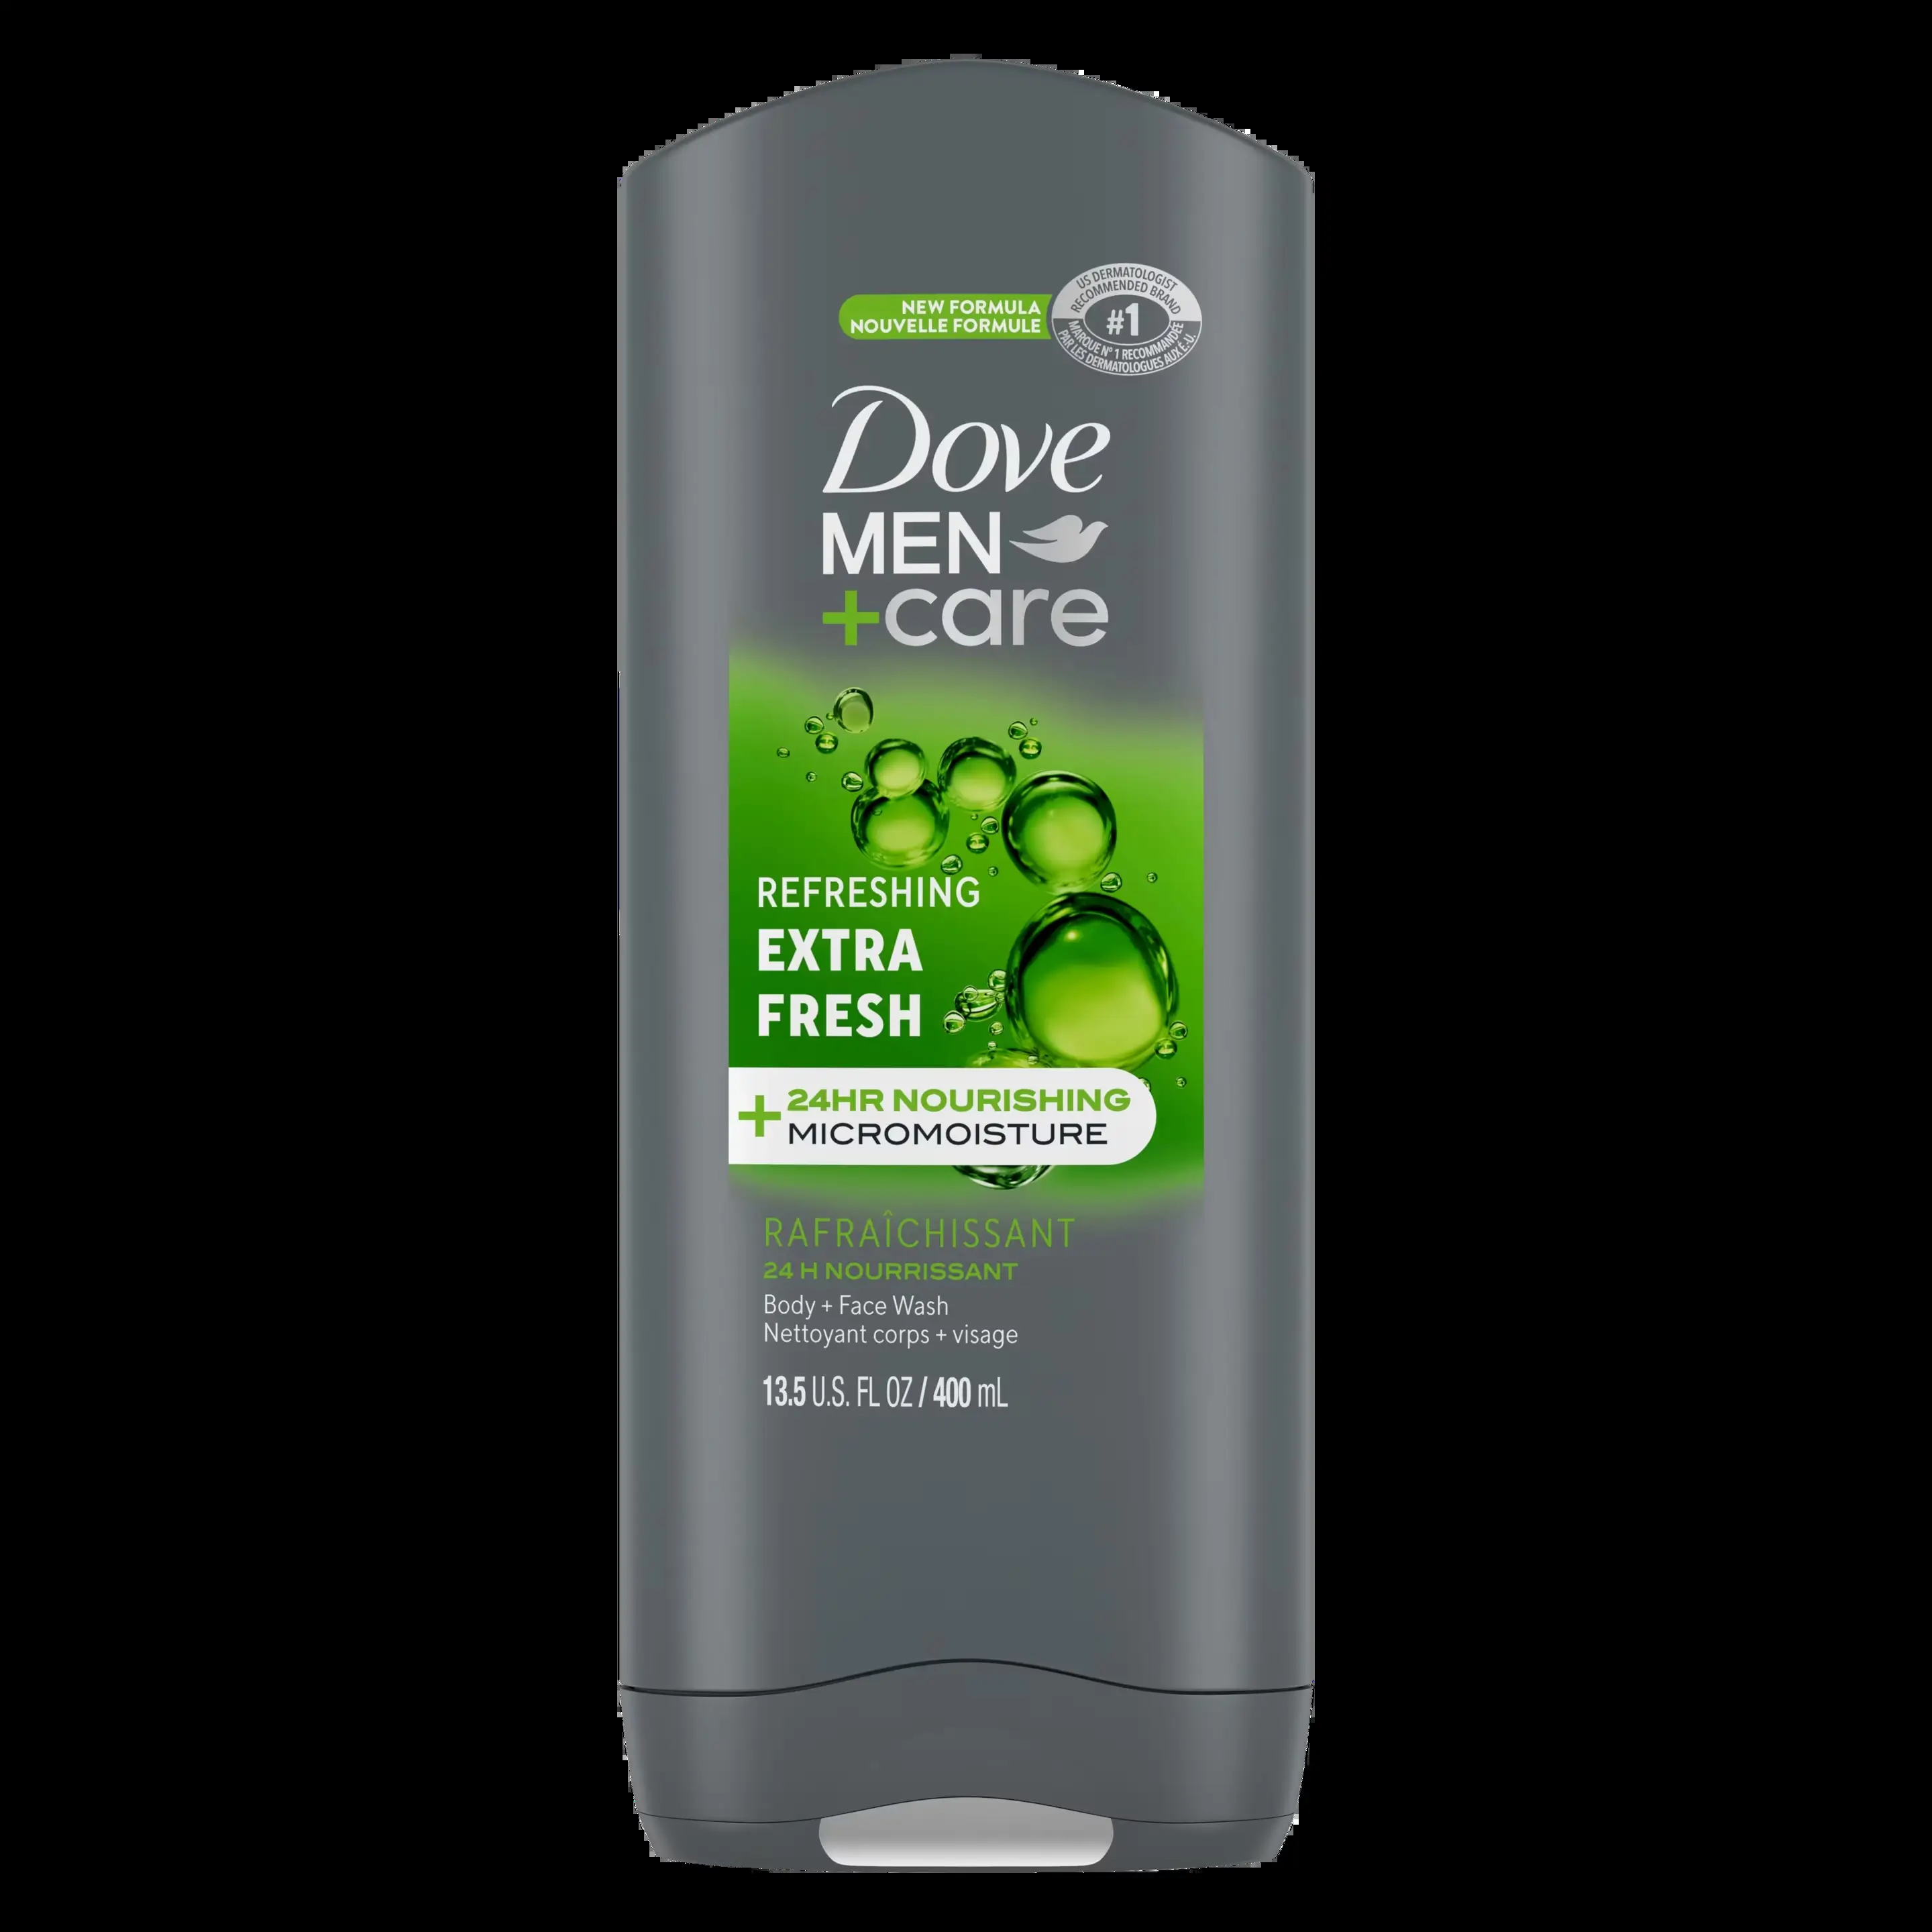 NEW FORMULA
NOUVELLE FORMULE
US DERMATOLOGIST
RECOMMENDED BRAND
#1
MARQUE Nº 1 RECOMMANDÉE
PAR LES DERMATOLOGUES AUX É.-U.
Dove
MEN
+care
REFRESHING
EXTRA
FRESH
+24HR NOURISHING
MICROMOISTURE
RAFRAÎCHISSANT
24 H NOURRISSANT
Body + Face Wash
Nettoyant corps + visage
13.5 U.S. FL OZ / 400 mL